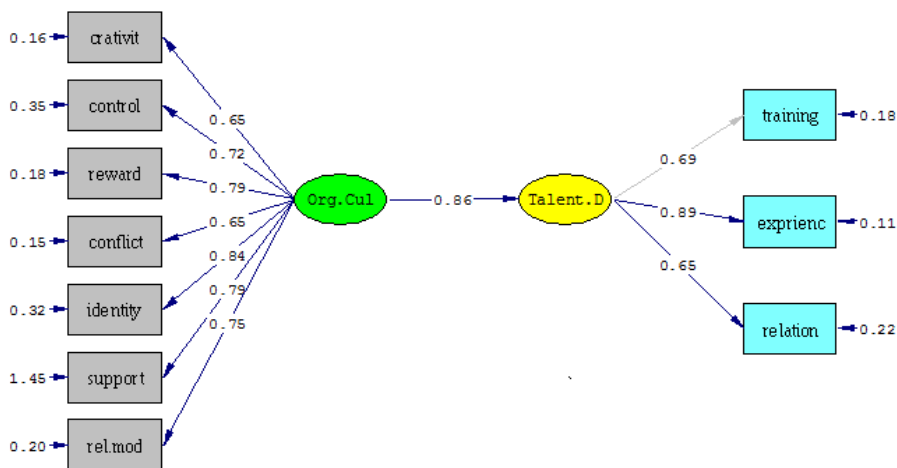 0.16 crativit
0.35 control
0.18 reward
0.15 conflict
0.32 identity
1.45 support
0.20 rel.mod
0.65
0.72
0.79
0.65
0.84
0.79
0.75
Org.Cul
0.86
Talent.D
0.69
0.89
0.65
training 0.18
exprienc 0.11
relation 0.22